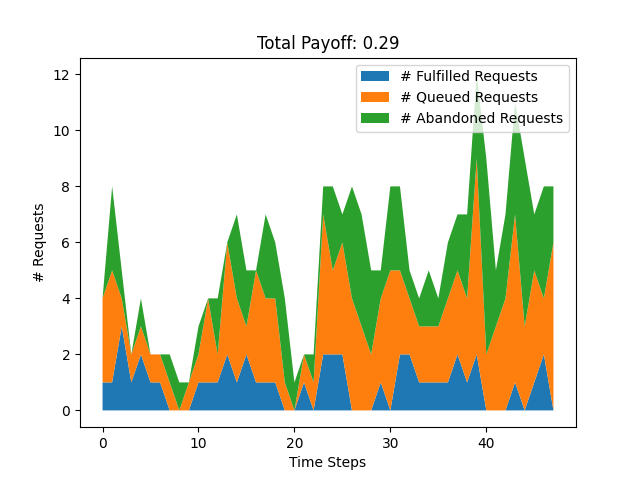 Total Payoff: 0.29
# Fulfilled Requests
# Queued Requests
# Abandoned Requests
12
10
8
6
4
2
0
# Requests
0 10 20 30 40
Time Steps